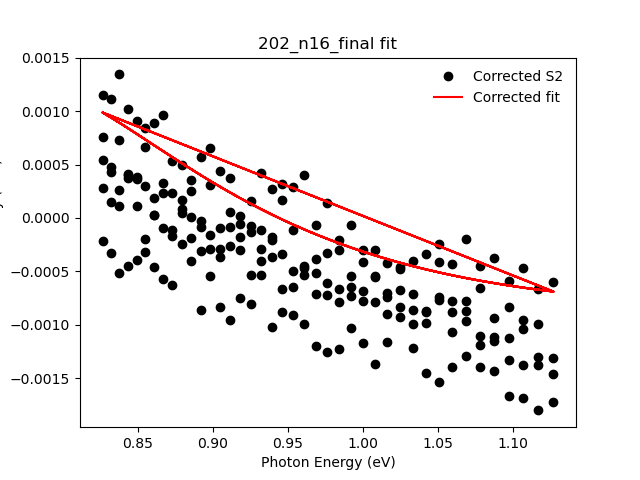 202_n16_final fit
Corrected S2
Corrected fit
0.0015
0.0010
0.0005
0.0000
−0.0005
−0.0010
−0.0015
0.85 0.90 0.95 1.00 1.05 1.10
Photon Energy (eV)